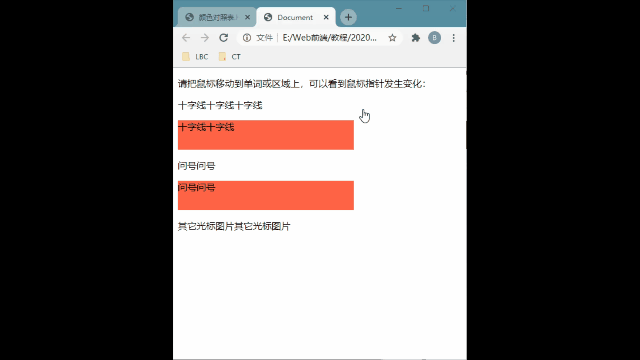 颜色对照表
Document
文件 E:/Web前端/教程/2020...
B
LBC CT
请把鼠标移动到单词或区域上，可以看到鼠标指针发生变化：
十字线十字线十字线
十字线十字线
问号问号
问号问号
其它光标图片其它光标图片